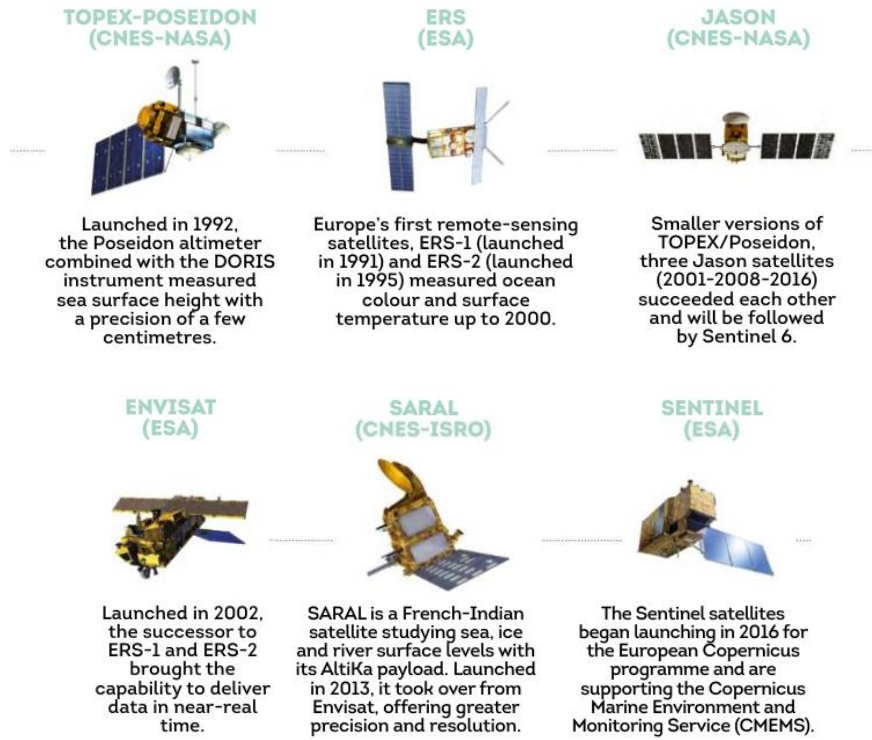 TOPEX-POSEIDON
(CNES-NASA)
Launched in 1992,
the Poseidon altimeter
combined with the DORIS
instrument measured
sea surface height with
a precision of a few
centimetres.
ERS
(ESA)
Europe's first remote-sensing
satellites, ERS-1 (launched
in 1991) and ERS-2 (launched
in 1995) measured ocean
colour and surface
temperature up to 2000.
JASON
(CNES-NASA)
Smaller versions of
TOPEX/Poseidon,
three Jason satellites
(2001-2008-2016)
succeeded each other
and will be followed
by Sentinel 6.
ENVISAT
(ESA)
Launched in 2002,
the successor to
ERS-1 and ERS-2
brought the
capability to deliver
data in near-real
time.
SARAL
(CNES-ISRO)
SARAL is a French-Indian
satellite studying sea, ice
and river surface levels with
its AltiKa payload. Launched
in 2013, it took over from
Envisat, offering greater
precision and resolution.
SENTINEL
(ESA)
The Sentinel satellites
began launching in 2016 for
the European Copernicus
programme and are
supporting the Copernicus
Marine Environment and
Monitoring Service (CMEMS).